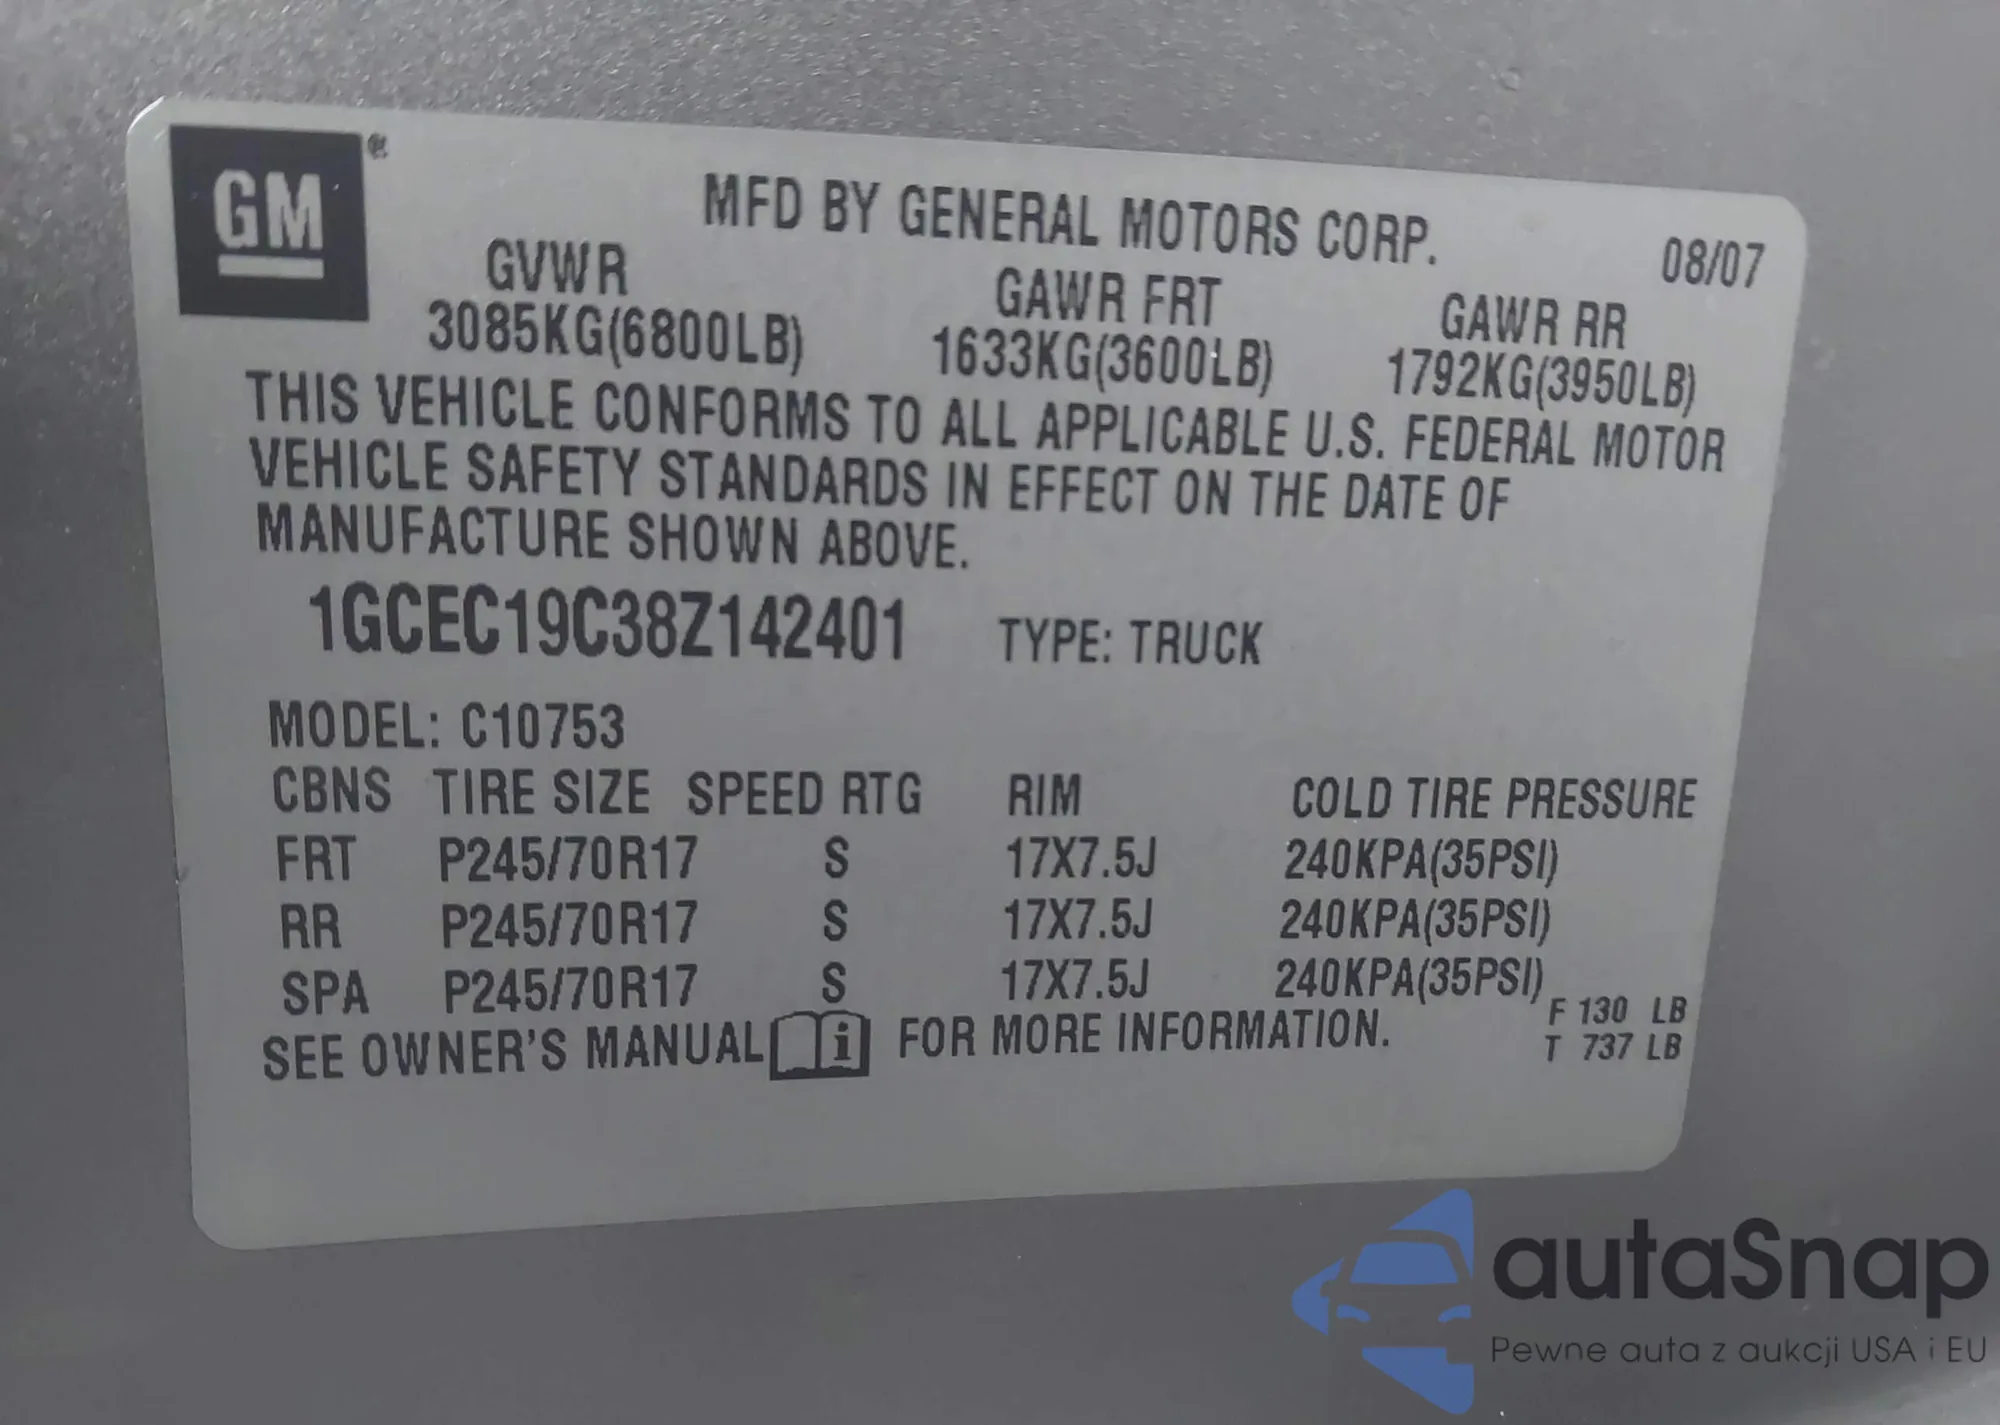 GM®
MFD BY GENERAL MOTORS CORP. 08/07
GVWR GAWR FRT GAWR RR
3085KG(6800LB) 1633KG(3600LB) 1792KG(3950LB)
THIS VEHICLE CONFORMS TO ALL APPLICABLE U.S. FEDERAL MOTOR
VEHICLE SAFETY STANDARDS IN EFFECT ON THE DATE OF
MANUFACTURE SHOWN ABOVE.
1GCEC19C38Z142401 TYPE: TRUCK
MODEL: C10753
CBNS TIRE SIZE SPEED RTG RIM COLD TIRE PRESSURE
FRT P245/70R17 S 17X7.5J 240KPA(35PSI)
RR P245/70R17 S 17X7.5J 240KPA(35PSI)
SPA P245/70R17 S 17X7.5J 240KPA(35PSI)
SEE OWNER'S MANUAL i FOR MORE INFORMATION.
F 130 LB
T 737 LB
autaSnap
Pewne auta z aukcji USA i EU